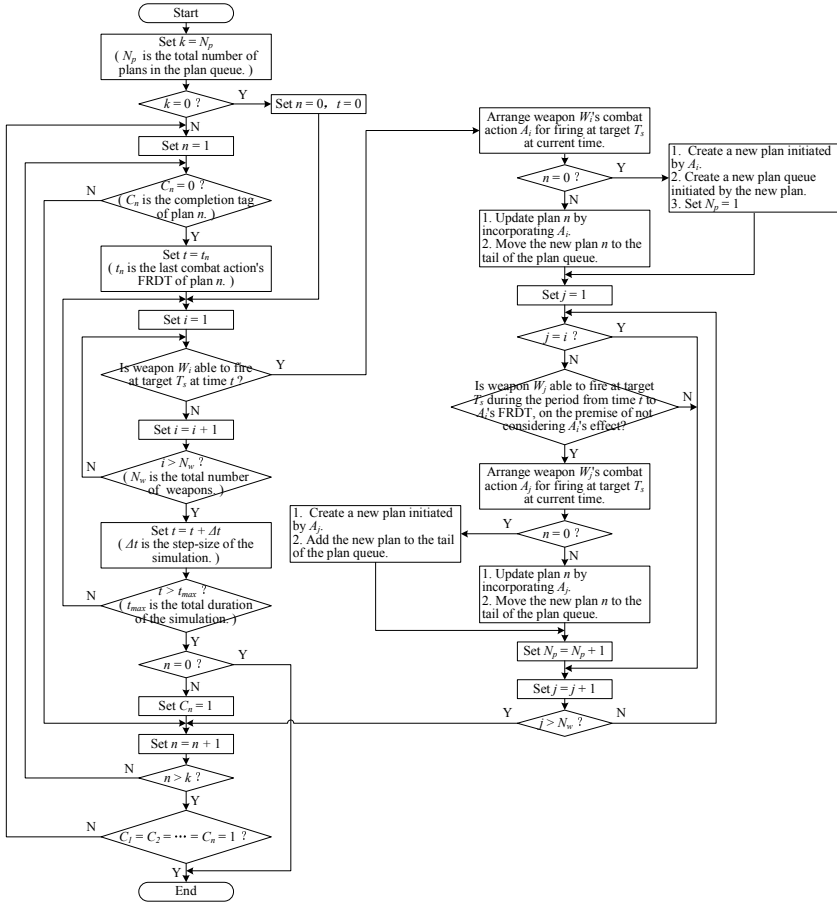 Start
Set k = Np
( Np is the total number of
plans in the plan queue. )
k = 0 ?
Y
Set n = 0, t = 0
N
Set n = 1
Cn = 0 ?
( Cn is the completion tag
of plan n. )
N
Y
Set t = tn
( tn is the last combat action's
FRDT of plan n. )
Set i = 1
Is weapon Wi able to fire
at target Ts at time t ?
Y
N
Set i = i + 1
i > Nw ?
( Nw is the total number
of weapons. )
N
Y
Set t = t + Δt
( Δt is the step-size of the
simulation. )
t > tmax ?
( tmax is the total duration
of the simulation. )
N
Y
n = 0 ?
Y
N
Set Cn = 1
Set n = n + 1
n > k ?
N
Y
C1 = C2 = ··· = Cn = 1 ?
N
Y
End
Arrange weapon Wi's combat
action Ai for firing at target Ts
at current time.
n = 0 ?
Y
N
1. Create a new plan initiated
by Ai.
2. Create a new plan queue
initiated by the new plan.
3. Set Np = 1
1. Update plan n by
incorporating Ai.
2. Move the new plan n to the
tail of the plan queue.
Set j = 1
j = i ?
Y
N
Is weapon Wj able to fire at target
Ts during the period from time t to
Ai's FRDT, on the premise of not
considering Ai's effect?
N
Y
Arrange weapon Wj's combat
action Aj for firing at target Ts
at current time.
n = 0 ?
Y
N
1. Create a new plan initiated
by Aj.
2. Add the new plan to the tail
of the plan queue.
1. Update plan n by
incorporating Aj.
2. Move the new plan n to the
tail of the plan queue.
Set Np = Np + 1
Set j = j + 1
j > Nw ?
Y
N